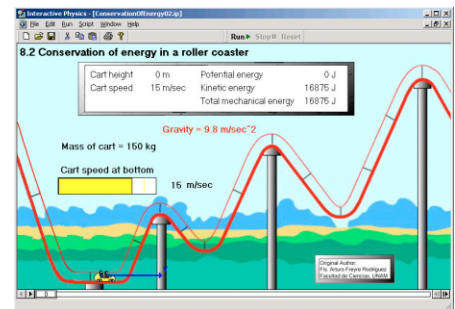 Interactive Physics - [ConservationOfEnergy02.ip]
File Edit Run Script Window Help
Run▶ Stop■ Reset
8.2 Conservation of energy in a roller coaster
Cart height 0 m Potential energy 0 J
Cart speed 15 m/sec Kinetic energy 16875 J
Total mechanical energy 16875 J
Gravity = 9.8 m/sec^2
Mass of cart = 150 kg
Cart speed at bottom
15 m/sec
Original Author:
Fis. Arturo Freyre Rodríguez
Facultad de Ciencias, UNAM
0